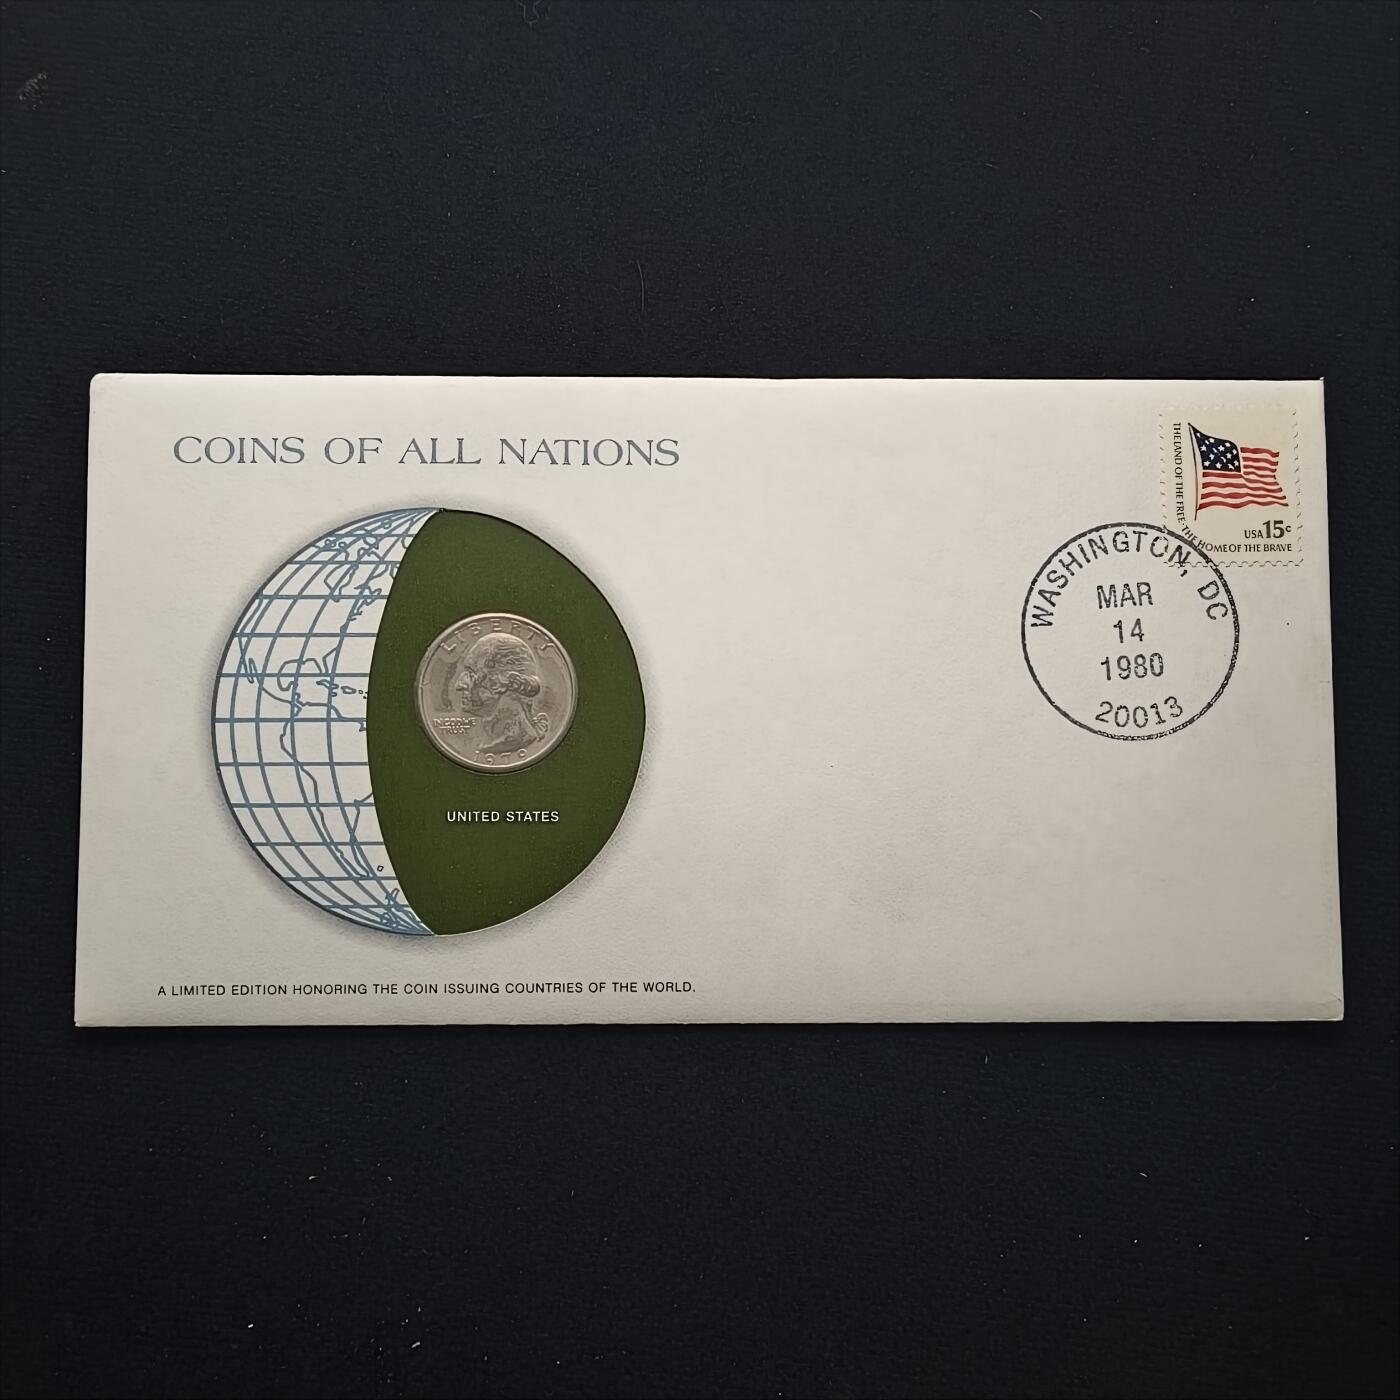 COINS OF ALL NATIONS
THE LAND OF THE FREE·THE HOME OF THE BRAVE
USA 15c
WASHINGTON, DC
MAR
14
1980
20013
LIBERTY
IN GOD WE
TRUST
1979
UNITED STATES
A LIMITED EDITION HONORING THE COIN ISSUING COUNTRIES OF THE WORLD.